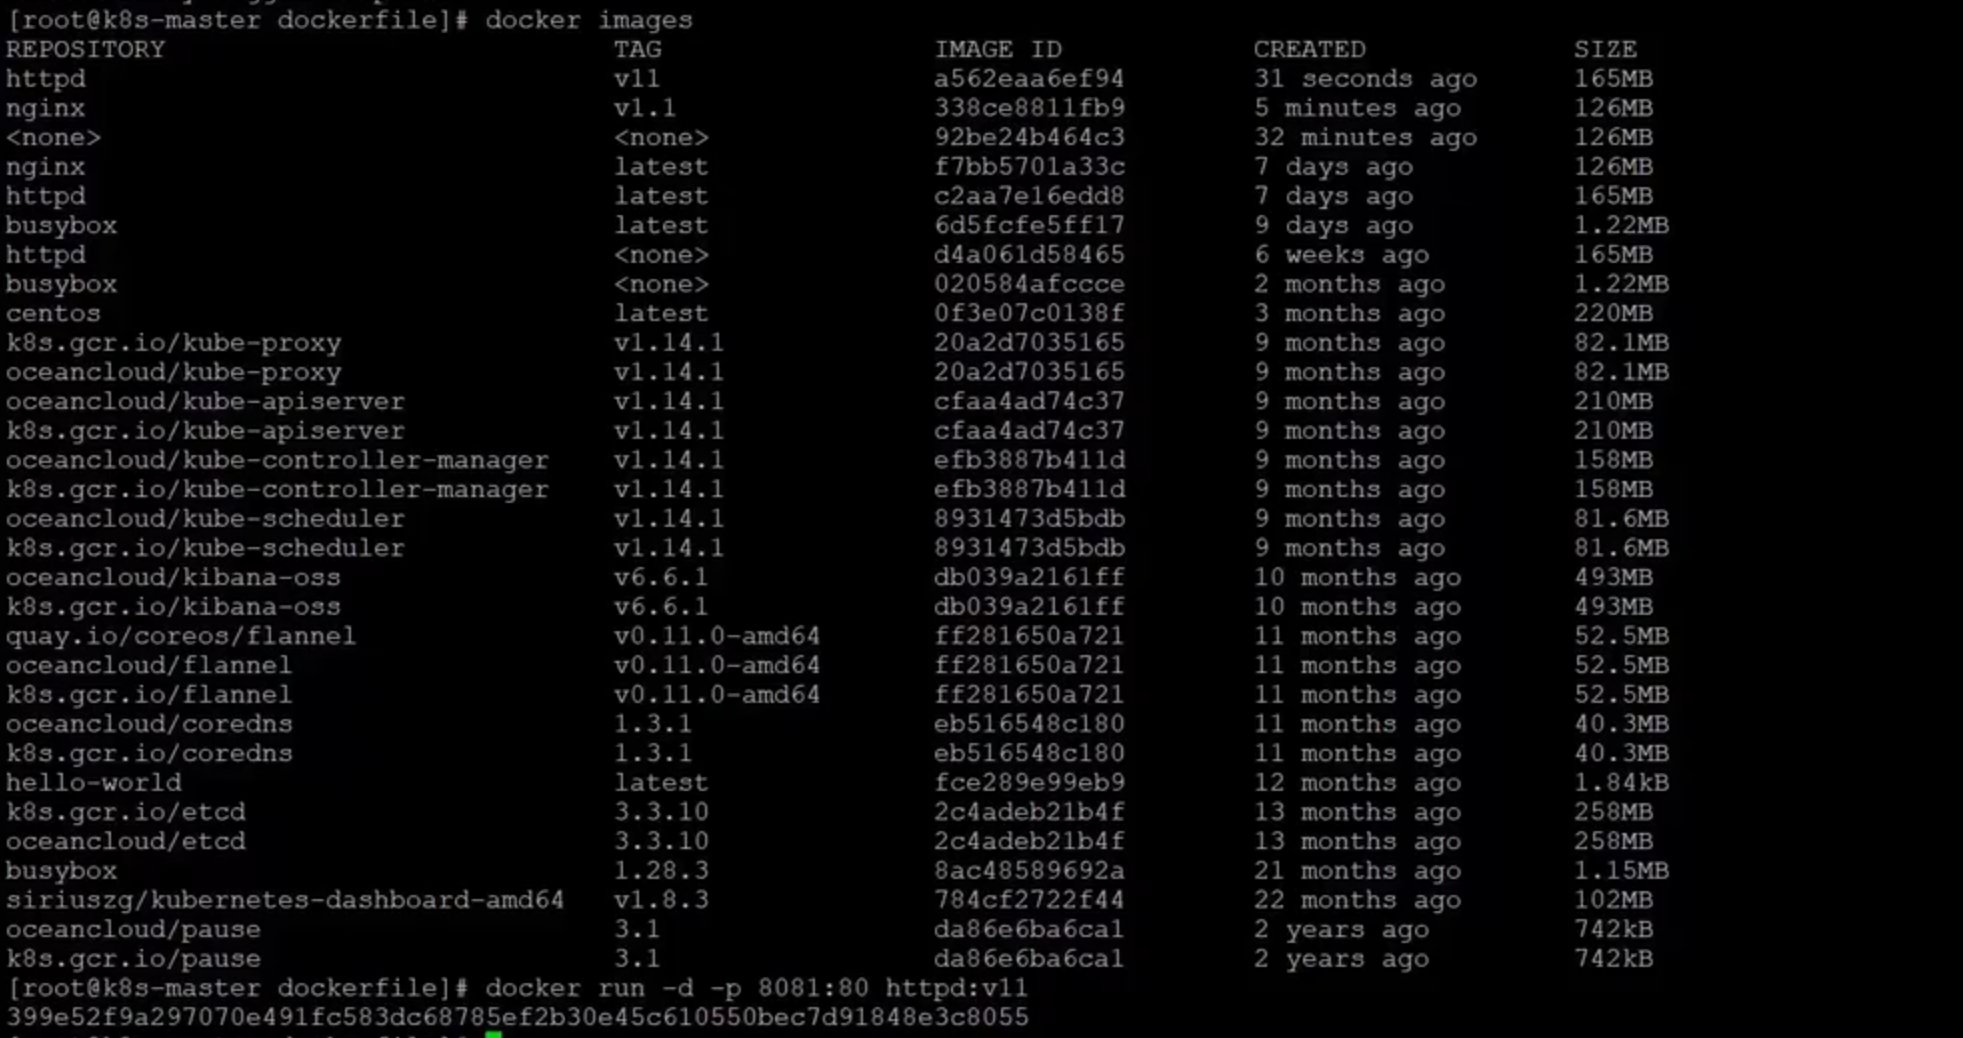 [root@k8s-master dockerfile]# docker images
REPOSITORY TAG IMAGE ID CREATED SIZE
httpd v11 a562eaa6ef94 31 seconds ago 165MB
nginx v1.1 338ce8811fb9 5 minutes ago 126MB
<none> <none> 92be24b464c3 32 minutes ago 126MB
nginx latest f7bb5701a33c 7 days ago 126MB
httpd latest c2aa7e16edd8 7 days ago 165MB
busybox latest 6d5fcfe5ff17 9 days ago 1.22MB
httpd <none> d4a061d58465 6 weeks ago 165MB
busybox <none> 020584afccce 2 months ago 1.22MB
centos latest 0f3e07c0138f 3 months ago 220MB
k8s.gcr.io/kube-proxy v1.14.1 20a2d7035165 9 months ago 82.1MB
oceancloud/kube-proxy v1.14.1 20a2d7035165 9 months ago 82.1MB
oceancloud/kube-apiserver v1.14.1 cfaa4ad74c37 9 months ago 210MB
k8s.gcr.io/kube-apiserver v1.14.1 cfaa4ad74c37 9 months ago 210MB
oceancloud/kube-controller-manager v1.14.1 efb3887b411d 9 months ago 158MB
k8s.gcr.io/kube-controller-manager v1.14.1 efb3887b411d 9 months ago 158MB
oceancloud/kube-scheduler v1.14.1 8931473d5bdb 9 months ago 81.6MB
k8s.gcr.io/kube-scheduler v1.14.1 8931473d5bdb 9 months ago 81.6MB
oceancloud/kibana-oss v6.6.1 db039a2161ff 10 months ago 493MB
k8s.gcr.io/kibana-oss v6.6.1 db039a2161ff 10 months ago 493MB
quay.io/coreos/flannel v0.11.0-amd64 ff281650a721 11 months ago 52.5MB
oceancloud/flannel v0.11.0-amd64 ff281650a721 11 months ago 52.5MB
k8s.gcr.io/flannel v0.11.0-amd64 ff281650a721 11 months ago 52.5MB
oceancloud/coredns 1.3.1 eb516548c180 11 months ago 40.3MB
k8s.gcr.io/coredns 1.3.1 eb516548c180 11 months ago 40.3MB
hello-world latest fce289e99eb9 12 months ago 1.84kB
k8s.gcr.io/etcd 3.3.10 2c4adeb21b4f 13 months ago 258MB
oceancloud/etcd 3.3.10 2c4adeb21b4f 13 months ago 258MB
busybox 1.28.3 8ac48589692a 21 months ago 1.15MB
siriuszg/kubernetes-dashboard-amd64 v1.8.3 784cf2722f44 22 months ago 102MB
oceancloud/pause 3.1 da86e6ba6ca1 2 years ago 742kB
k8s.gcr.io/pause 3.1 da86e6ba6ca1 2 years ago 742kB
[root@k8s-master dockerfile]# docker run -d -p 8081:80 httpd:v11
399e52f9a297070e491fc583dc68785ef2b30e45c610550bec7d91848e3c8055